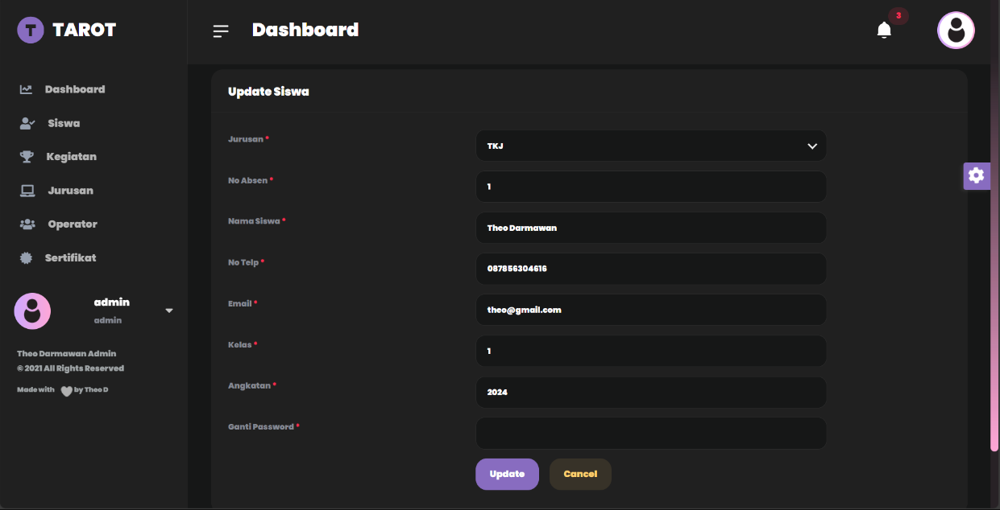 T TAROT
Dashboard
3
Dashboard
Siswa
Kegiatan
Jurusan
Operator
Sertifikat
admin
admin
Theo Darmawan Admin
© 2021 All Rights Reserved
Made with by Theo D
Update Siswa
Jurusan * TKJ
No Absen * 1
Nama Siswa * Theo Darmawan
No Telp * 087856304616
Email * theo@gmail.com
Kelas * 1
Angkatan * 2024
Ganti Password *
Update Cancel